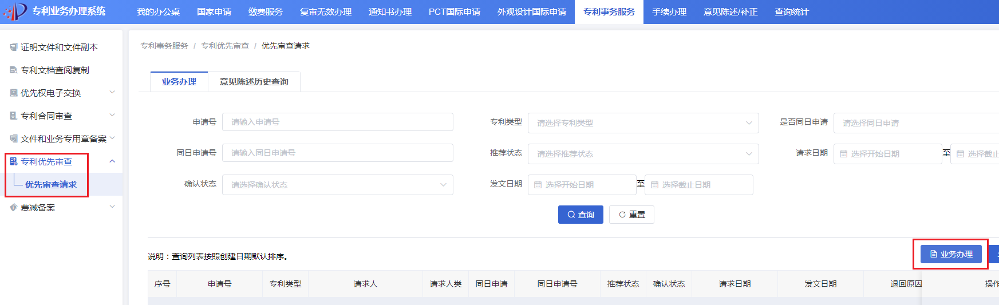 专利业务办理系统 我的办公桌 国家申请 缴费服务 复审无效办理 通知书办理 PCT国际申请 外观设计国际申请 专利事务服务 手续办理 意见陈述/补正 查询统计
证明文件和文件副本
专利文档查阅复制
优先权电子交换
专利合同审查
文件和业务专用章备案
专利优先审查
优先审查请求
费减备案
专利事务服务 / 专利优先审查 / 优先审查请求
业务办理 意见陈述历史查询
申请号 请输入申请号 专利类型 请选择专利类型 是否同日申请 请选择同日申请
同日申请号 请输入同日申请号 推荐状态 请选择推荐状态 请求日期 选择开始日期 至 选择截止
确认状态 请选择确认状态 发文日期 选择开始日期 至 选择截止日期
查询 重置
说明：查询列表按照创建日期默认排序。 业务办理
序号 申请号 专利类型 请求人 请求人类 同日申请 同日申请号 推荐状态 确认状态 请求日期 发文日期 退回原因 操作